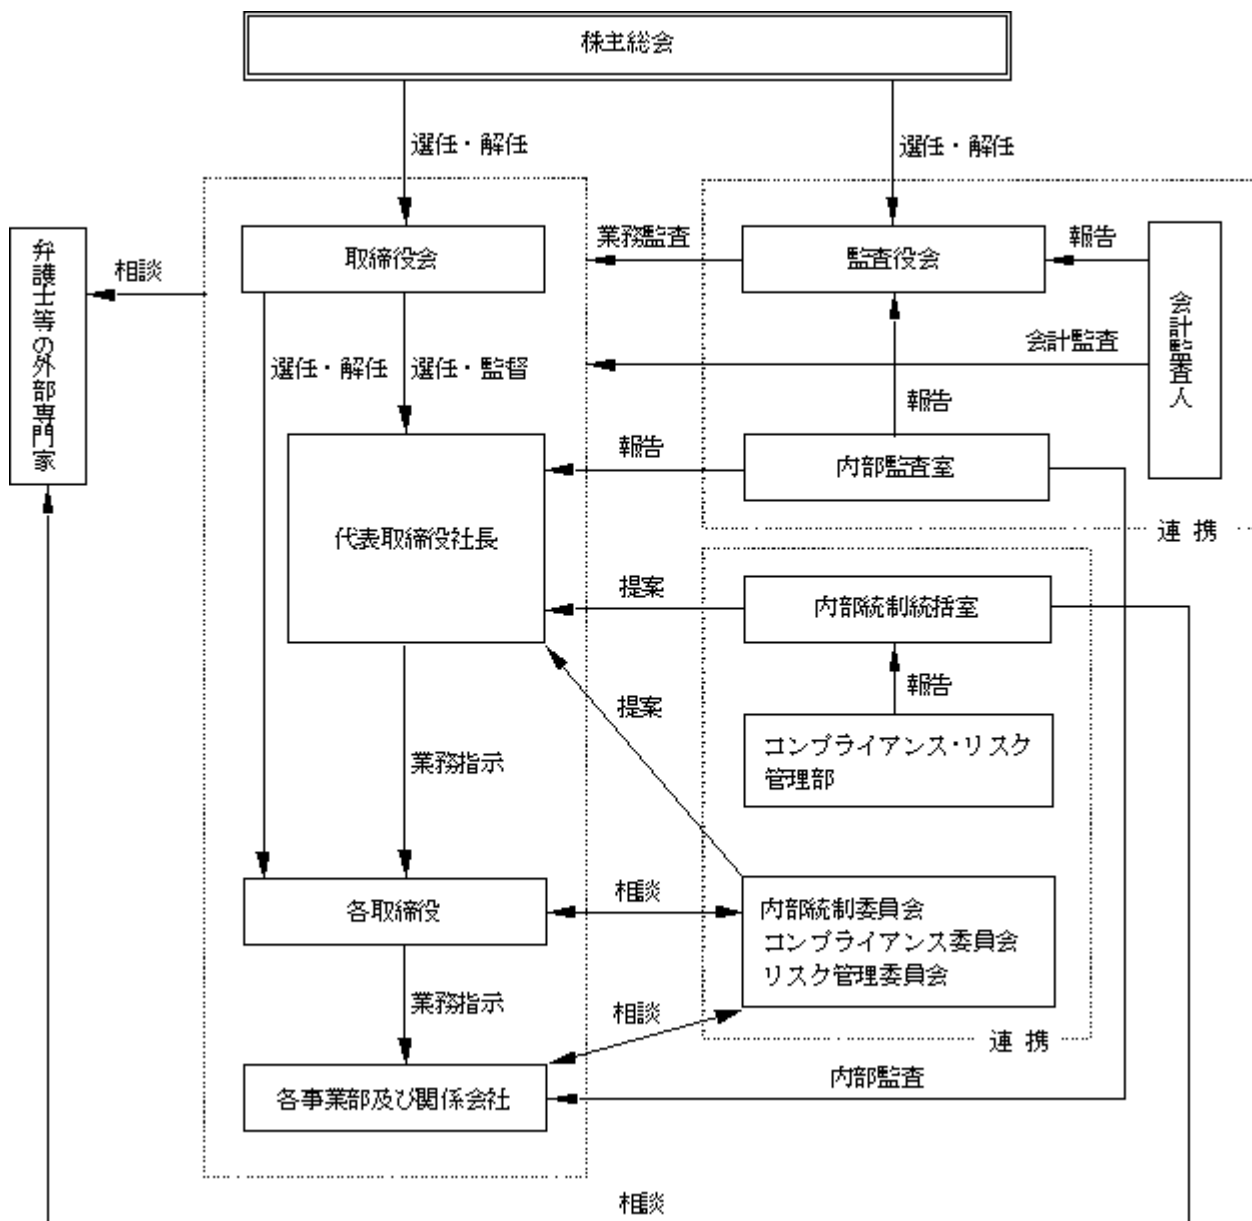 株主総会
選任・解任
選任・解任
取締役会
業務監査
監査役会
報告
会計監査人
弁護士等の外部専門家
相談
会計監査
選任・解任
選任・監督
報告
報告
内部監査室
連携
代表取締役社長
提案
内部統制統括室
報告
提案
コンプライアンス・リスク
管理部
業務指示
各取締役
相談
内部統制委員会
コンプライアンス委員会
リスク管理委員会
業務指示
相談
連携
各事業部及び関係会社
内部監査
相談